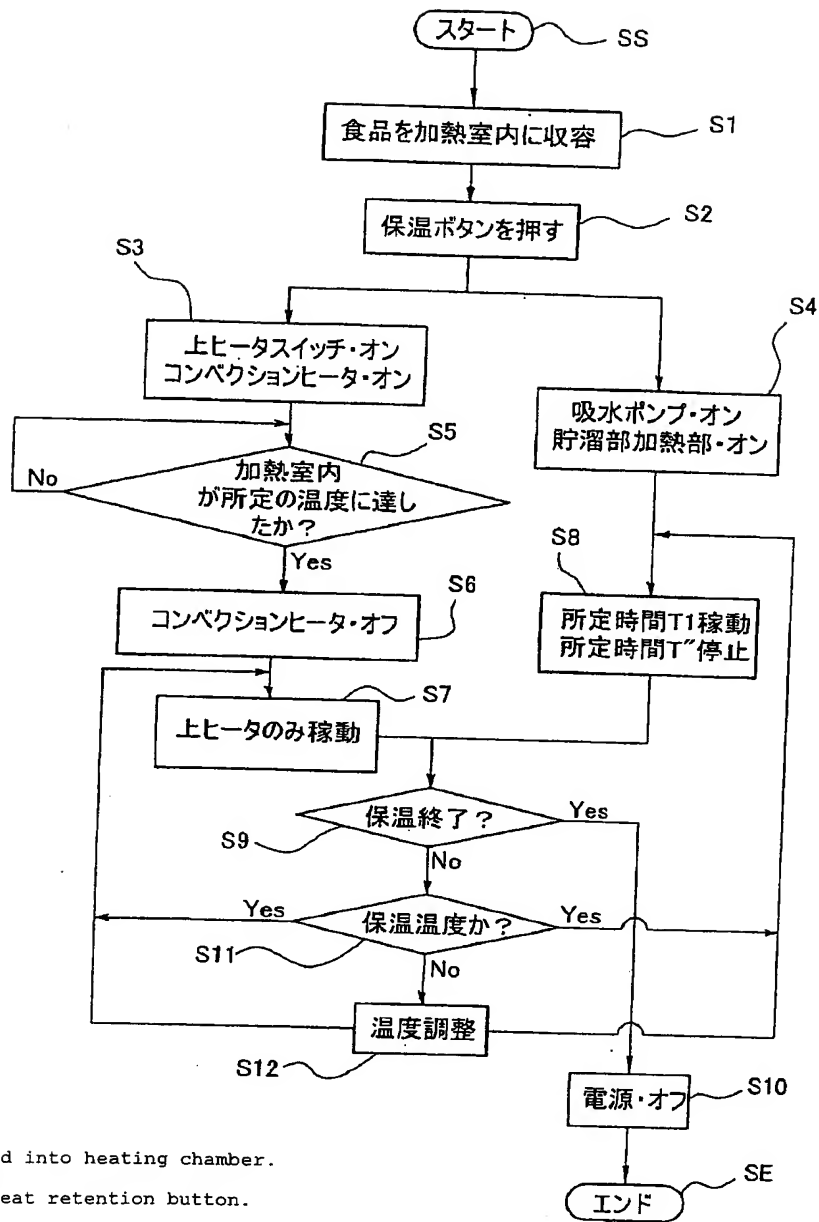 スタート
SS
食品を加熱室内に収容
S1
保温ボタンを押す
S2
S3
上ヒータスイッチ・オン
コンベクションヒータ・オン
S4
吸水ポンプ・オン
貯溜部加熱部・オン
S5
加熱室内
が所定の温度に達し
たか？
No
Yes
S6
コンベクションヒータ・オフ
S8
所定時間T1稼動
所定時間T″停止
S7
上ヒータのみ稼動
保温終了？
Yes
S9
No
Yes
保温温度か？
Yes
S11
No
温度調整
S12
電源・オフ
S10
エンド
SE
d into heating chamber.
eat retention button.